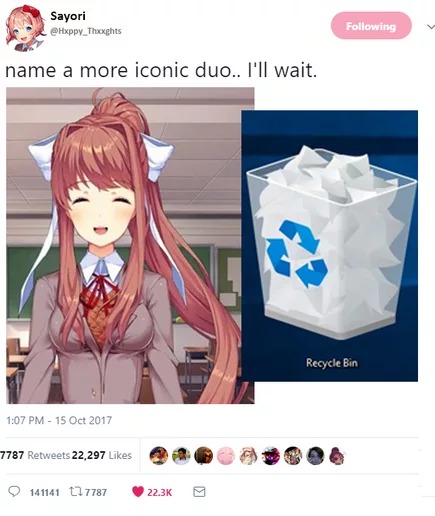 Sayori
@Hxppy_Thxxghts
Following
name a more iconic duo.. I'll wait.
Recycle Bin
1:07 PM - 15 Oct 2017
7787 Retweets 22,297 Likes
141141 7787 22.3K